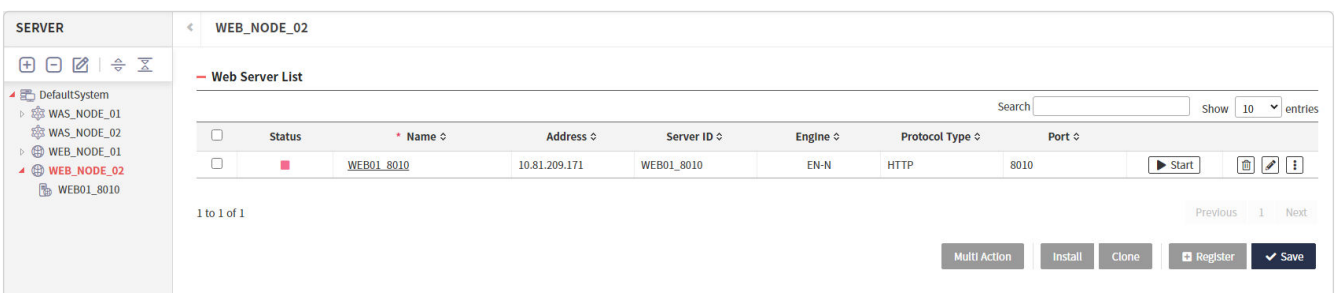 SERVER
WEB_NODE_02
DefaultSystem
WAS_NODE_01
WAS_NODE_02
WEB_NODE_01
WEB_NODE_02
WEB01_8010
Web Server List
Search Show 10 entries
Status * Name Address Server ID Engine Protocol Type Port
WEB01_8010 10.81.209.171 WEB01_8010 EN-N HTTP 8010 Start
1 to 1 of 1 Previous 1 Next
Multi Action Install Clone Register Save